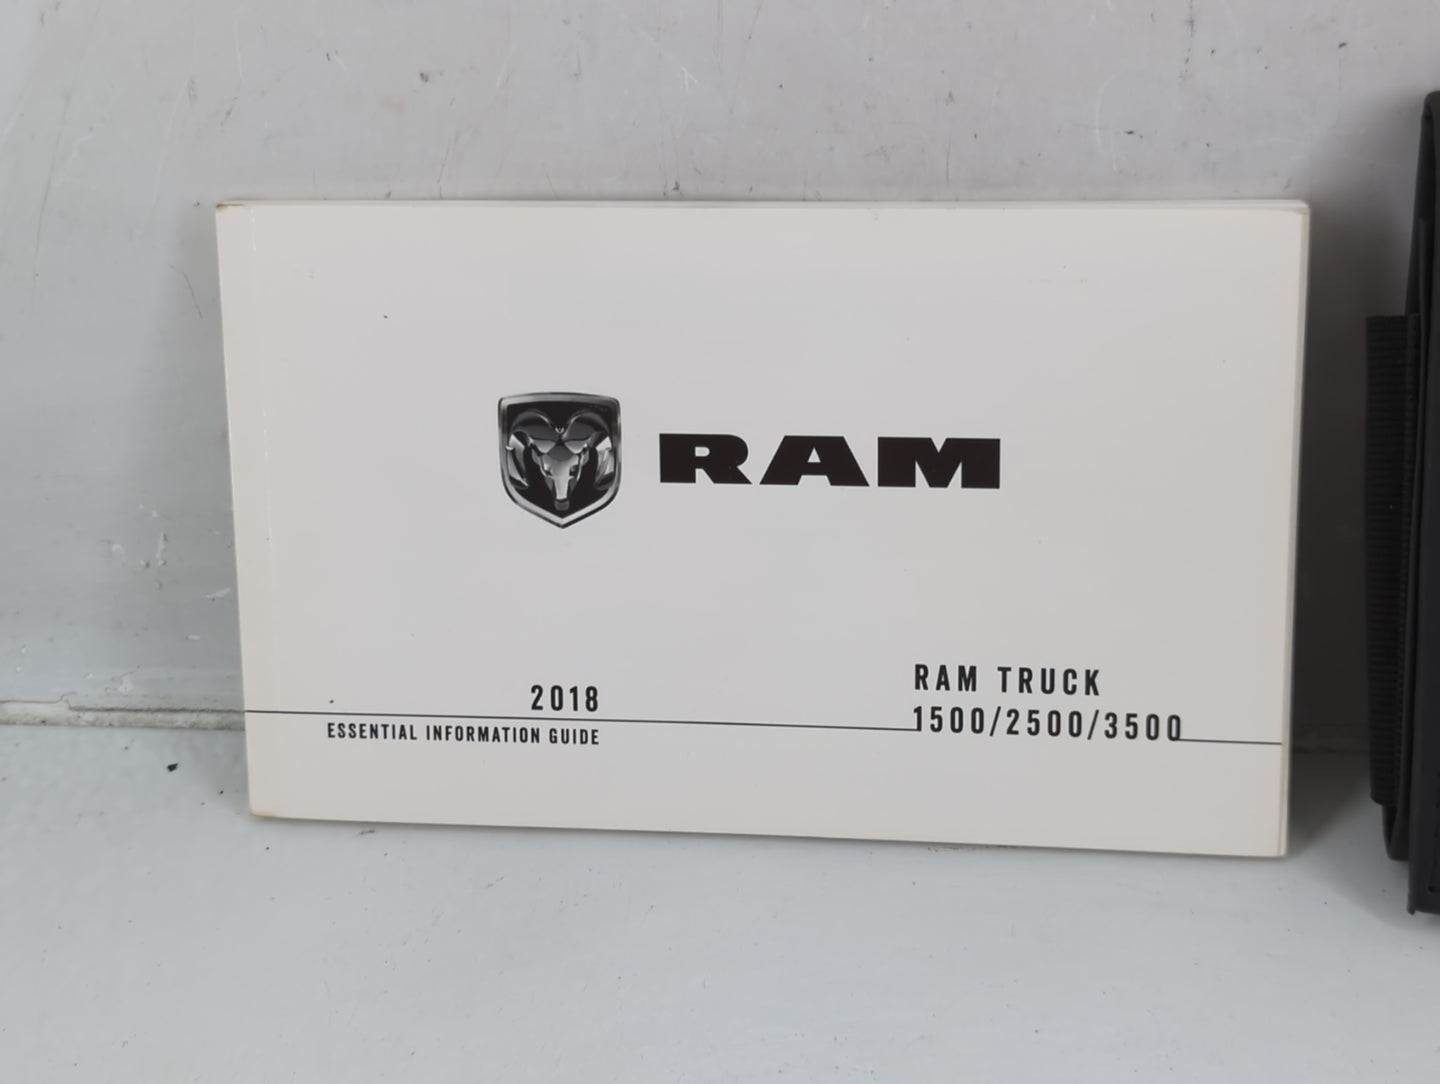 RAM
2018
ESSENTIAL INFORMATION GUIDE
RAM TRUCK
1500/2500/3500